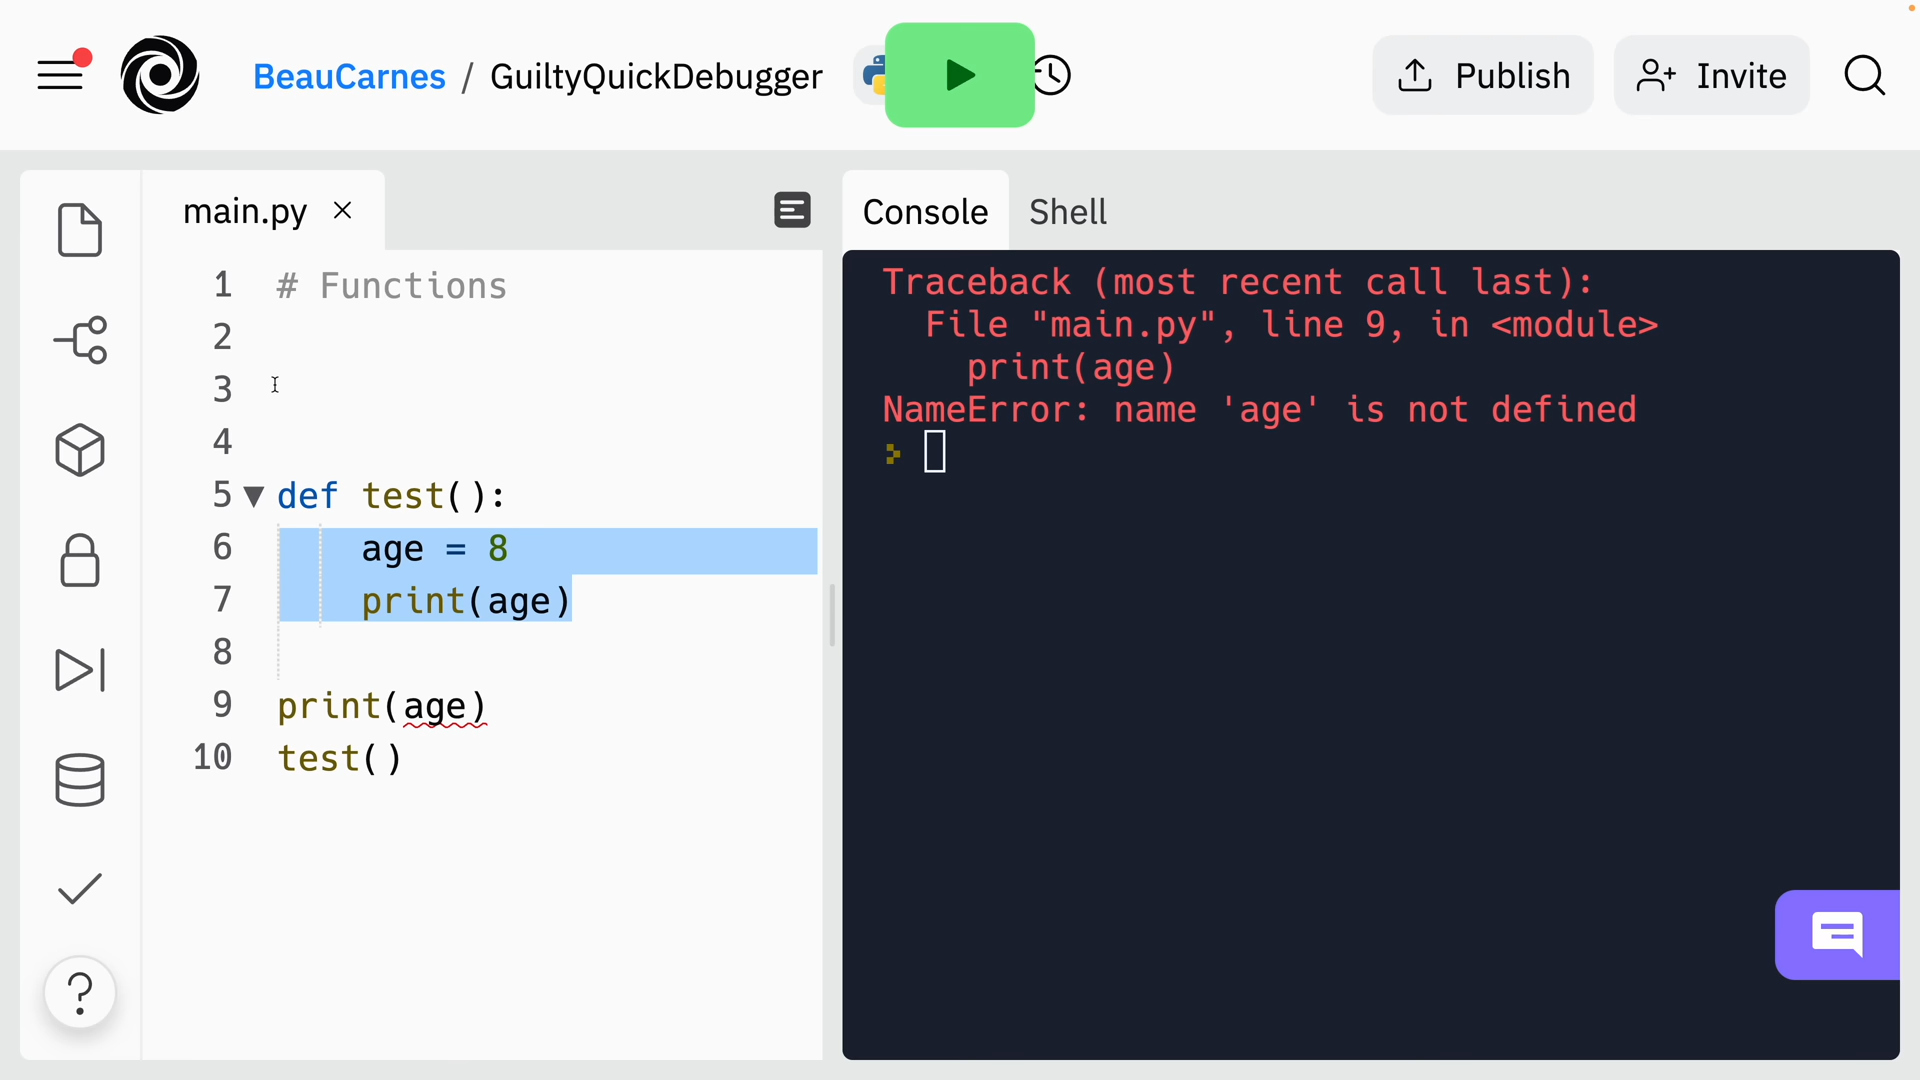 BeauCarnes / GuiltyQuickDebugger
Publish
Invite
main.py
Console
Shell
1 # Functions
2
3
4
5 def test():
6     age = 8
7     print(age)
8
9 print(age)
10 test()
Traceback (most recent call last):
  File "main.py", line 9, in <module>
    print(age)
NameError: name 'age' is not defined
?